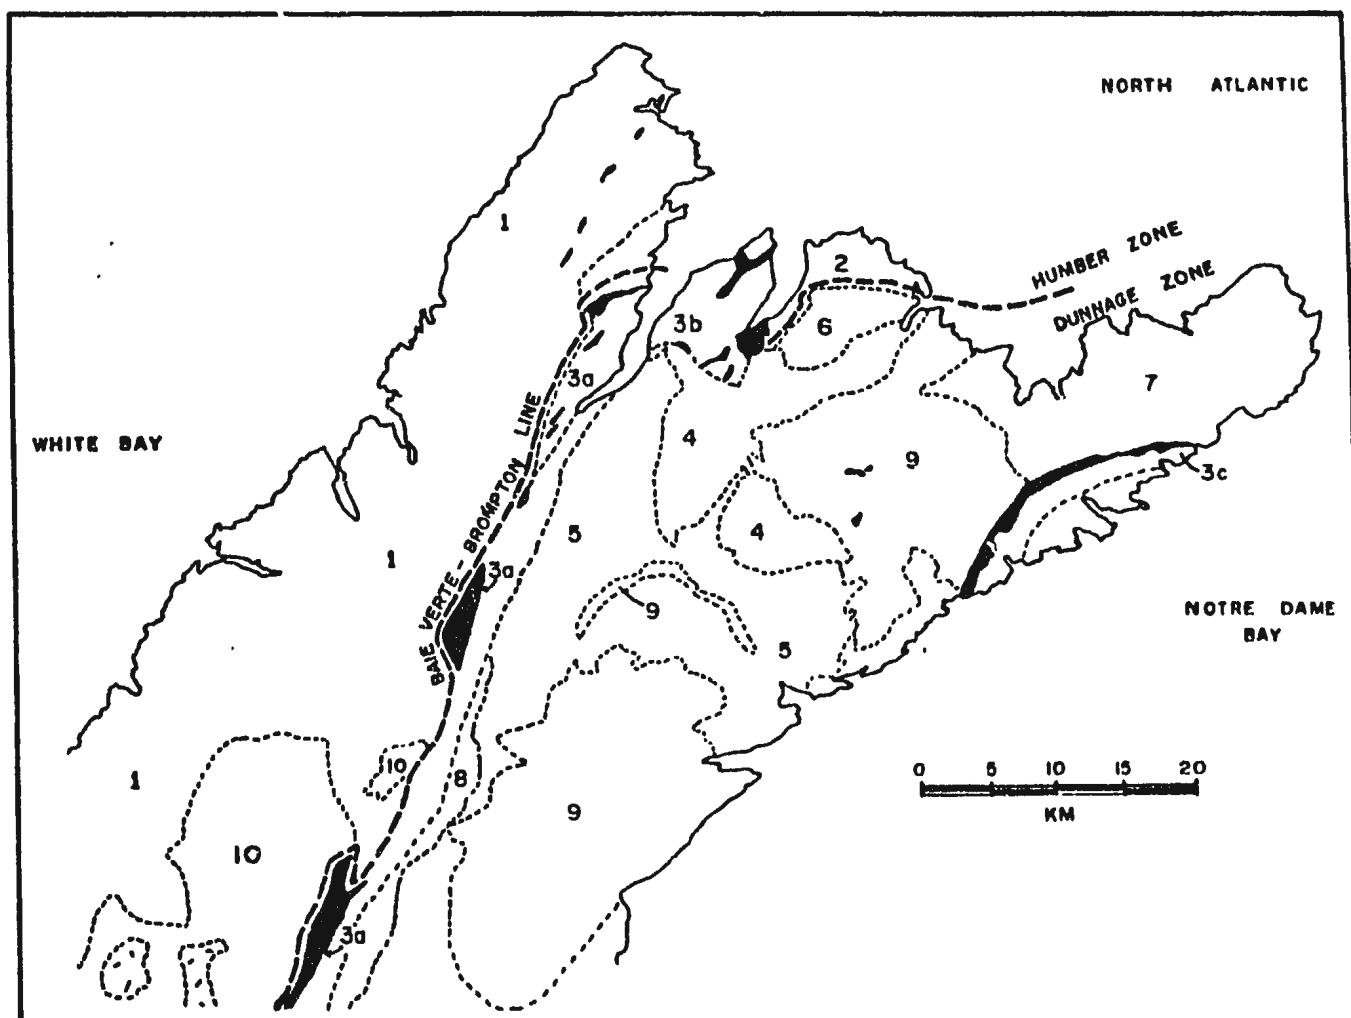 NORTH ATLANTIC
1
2
HUMBER ZONE
DUNNAGE ZONE
3b
6
3a
7
BAIE VERTE - BROMPTON LINE
WHITE BAY
4
9
3c
5
4
1
3a
9
NOTRE DAME
BAY
5
1
10
8
0 5 10 15 20
KM
9
10
3a